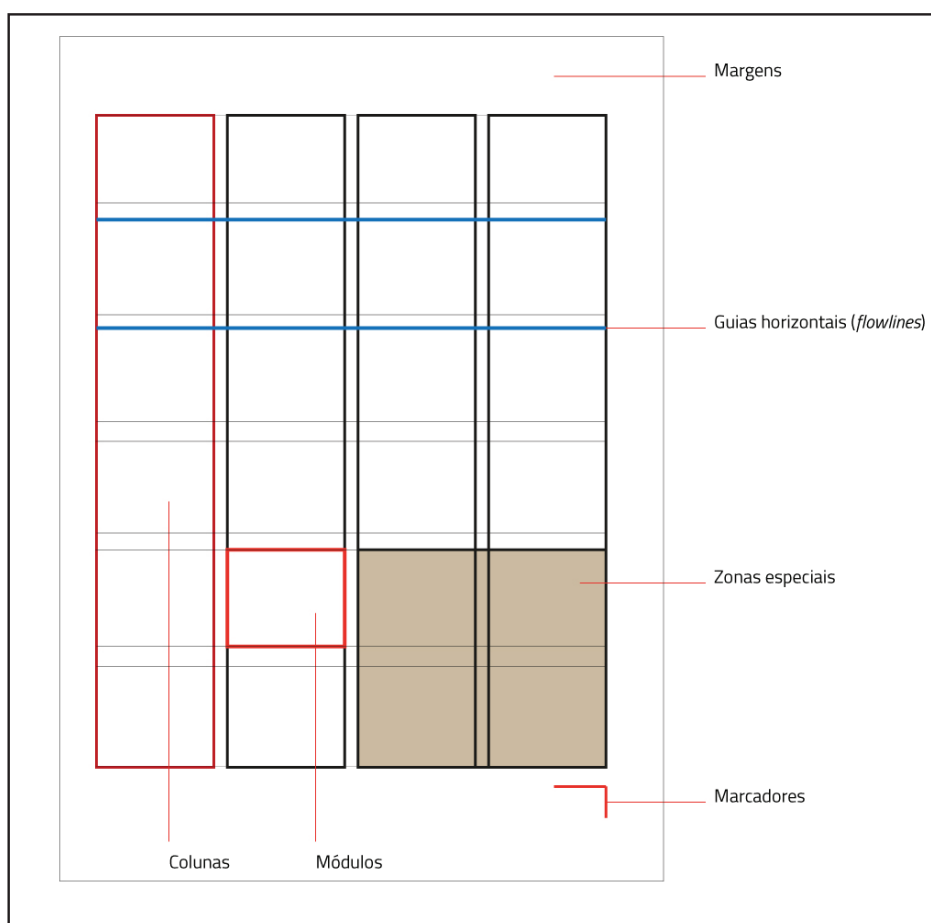 Margens
Guias horizontais (flowlines)
Zonas especiais
Marcadores
Colunas
Módulos